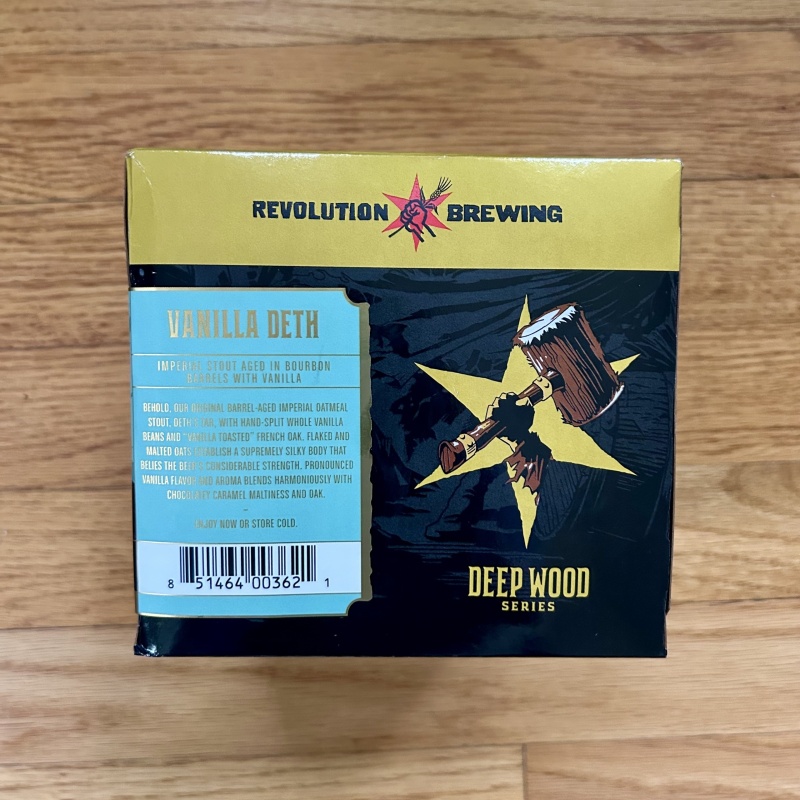 REVOLUTION BREWING
VANILLA DETH
IMPERIAL STOUT AGED IN BOURBON
BARRELS WITH VANILLA
BEHOLD, OUR ORIGINAL BARREL-AGED IMPERIAL OATMEAL
STOUT, DETH'S TAR, WITH HAND-SPLIT WHOLE VANILLA
BEANS AND "VANILLA TOASTED" FRENCH OAK. FLAKED AND
MALTED OATS ESTABLISH A SUPREMELY SILKY BODY THAT
BELIES THE BEER'S CONSIDERABLE STRENGTH. PRONOUNCED
VANILLA FLAVOR AND AROMA BLENDS HARMONIOUSLY WITH
CHOCOLATEY CARAMEL MALTINESS AND OAK.
–
ENJOY NOW OR STORE COLD.
8 51464 00362 1
DEEP WOOD
SERIES